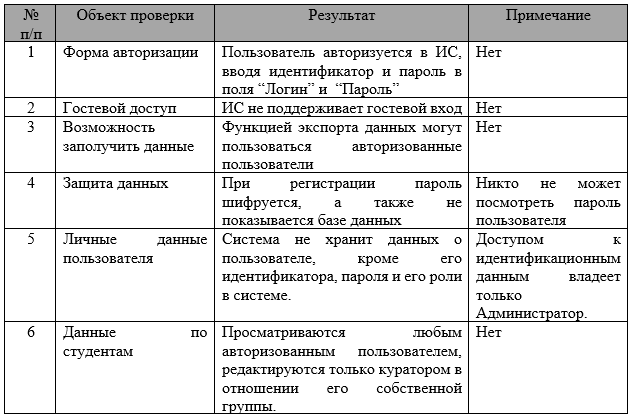 № Объект проверки Результат Примечание
п/п
1 Форма авторизации Пользователь авторизуется в ИС, Нет
вводя идентификатор и пароль в
поля “Логин” и “Пароль”
2 Гостевой доступ ИС не поддерживает гостевой вход Нет
3 Возможность Функцией экспорта данных могут Нет
заполучить данные пользоваться авторизованные
пользователи
4 Защита данных При регистрации пароль Никто не может
шифруется, а также не посмотреть пароль
показывается базе данных пользователя
5 Личные данные Система не хранит данных о Доступом к
пользователя пользователе, кроме его идентификационным
идентификатора, пароля и его роли данным владеет
в системе. только
Администратор.
6 Данные по Просматриваются любым Нет
студентам авторизованным пользователем,
редактируются только куратором в
отношении его собственной
группы.